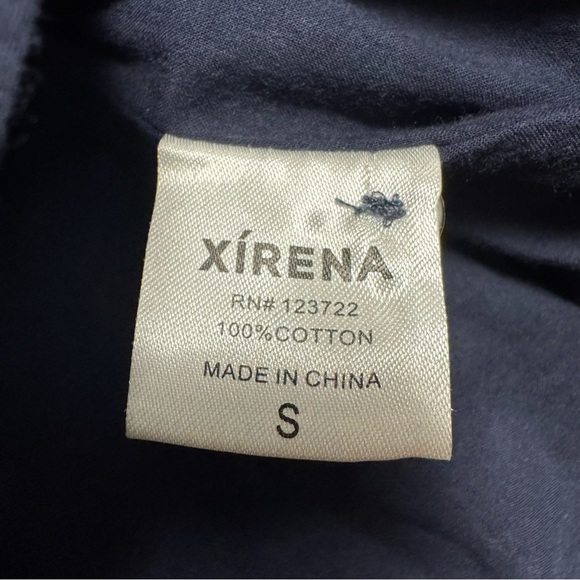 XÍRENA
RN# 123722
100%COTTON
MADE IN CHINA
S